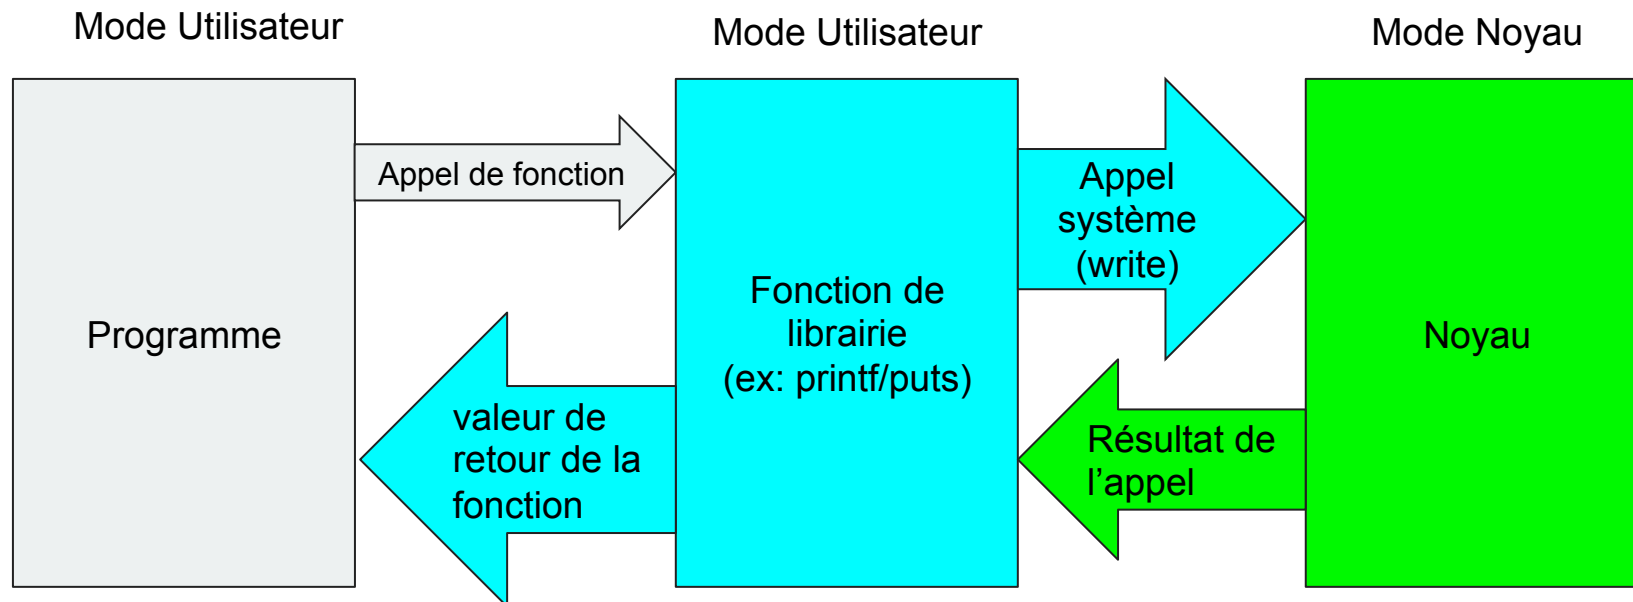 Mode Utilisateur
Mode Utilisateur
Mode Noyau
Programme
Appel de fonction
valeur de
retour de la
fonction
Fonction de
librairie
(ex: printf/puts)
Appel
système
(write)
Résultat de
l’appel
Noyau